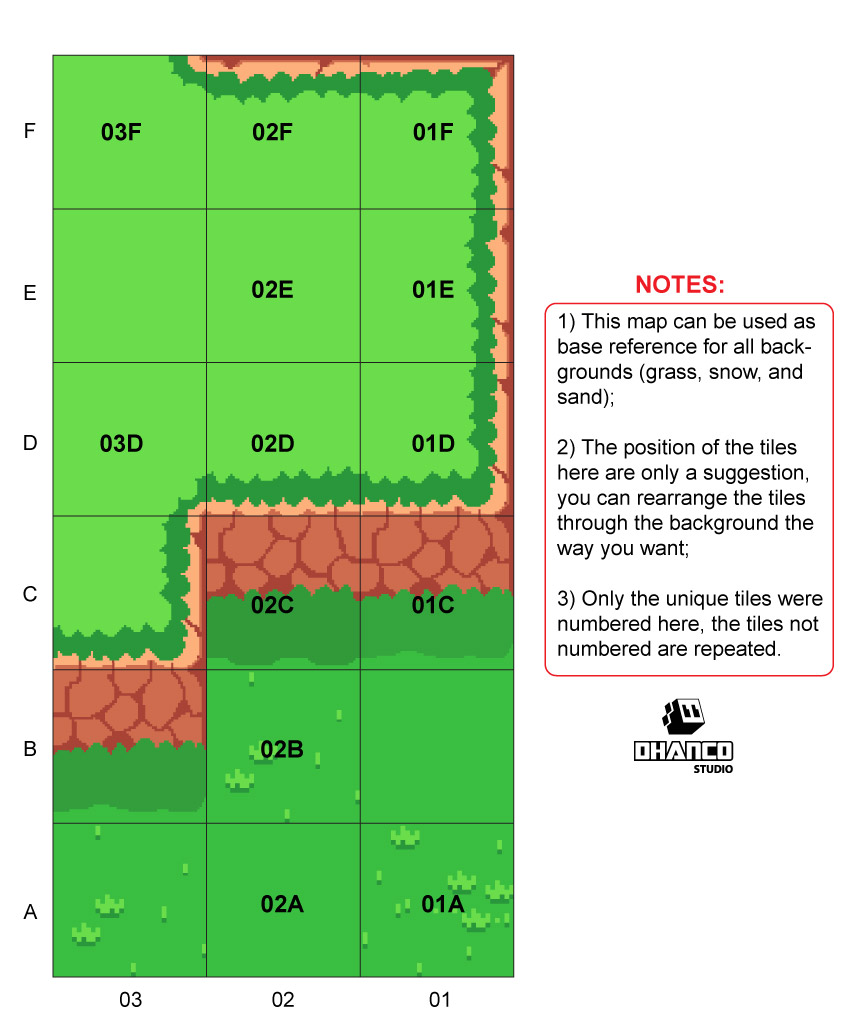 F
03F 02F 01F
NOTES:
E
02E 01E
1) This map can be used as
base reference for all back-
grounds (grass, snow, and
sand);
D
03D 02D 01D
2) The position of the tiles
here are only a suggestion,
you can rearrange the tiles
through the background the
way you want;
C
02C 01C
3) Only the unique tiles were
numbered here, the tiles not
numbered are repeated.
B
02B
OHANCO
STUDIO
A
02A 01A
03 02 01